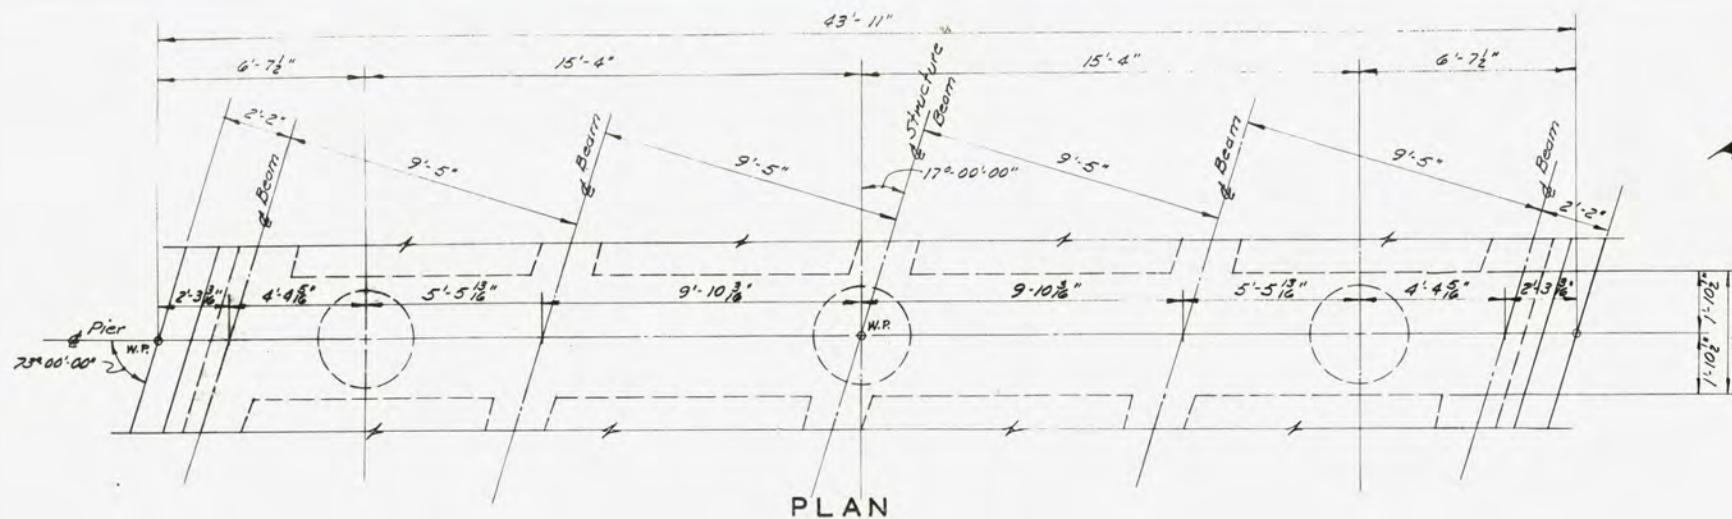 43'-11"
6'-7½" 15'-4" 15'-4" 6'-7½"
2'-2"
9'-5"
9'-5"
9'-5"
9'-5"
2'-2"
℄ Beam
℄ Beam
℄ Structure
Beam
17°-00'-00"
℄ Beam
℄ Beam
2'-3 3/16" 4'-4 5/16" 5'-5 13/16" 9'-10 3/16" 9'-10 3/16" 5'-5 13/16" 4'-4 5/16" 2'-3 3/16"
℄ Pier
W.P.
W.P.
73°00'-00"
1'-10½"
1'-10½"
PLAN